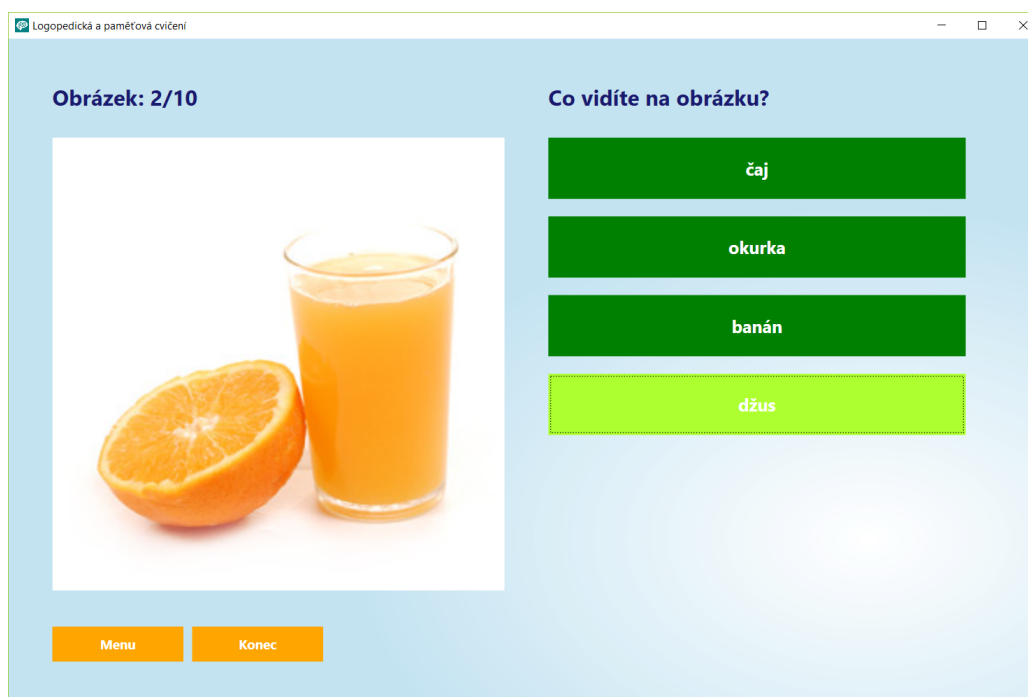 Logopedická a paměťová cvičení
Obrázek: 2/10
Co vidíte na obrázku?
čaj
okurka
banán
džus
Menu
Konec